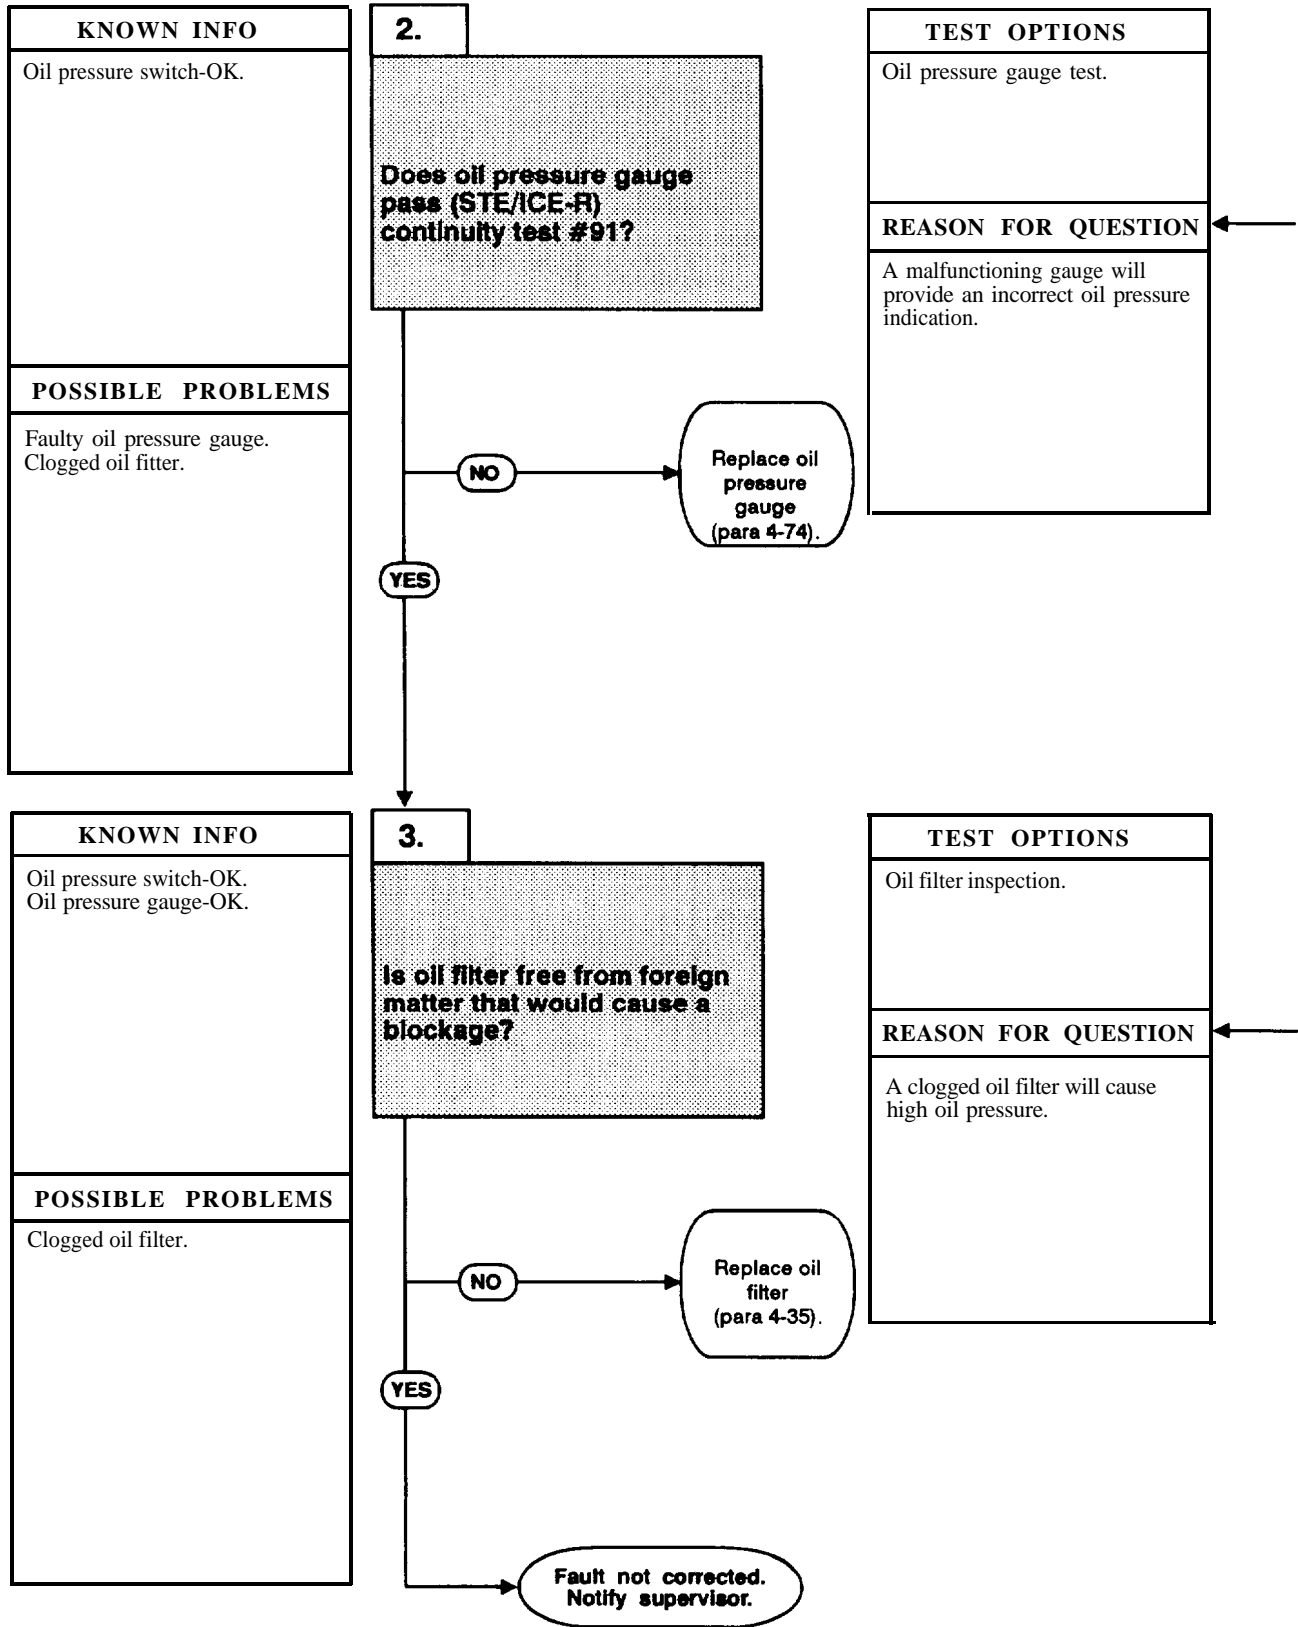 KNOWN INFO
Oil pressure switch-OK.
POSSIBLE PROBLEMS
Faulty oil pressure gauge.
Clogged oil fitter.
2.
Does oil pressure gauge
pass (STE/ICE-R)
continuity test #91?
TEST OPTIONS
Oil pressure gauge test.
REASON FOR QUESTION
A malfunctioning gauge will
provide an incorrect oil pressure
indication.
NO
Replace oil
pressure
gauge
(para 4-74).
YES
KNOWN INFO
Oil pressure switch-OK.
Oil pressure gauge-OK.
POSSIBLE PROBLEMS
Clogged oil filter.
3.
Is oil filter free from foreign
matter that would cause a
blockage?
TEST OPTIONS
Oil filter inspection.
REASON FOR QUESTION
A clogged oil filter will cause
high oil pressure.
NO
Replace oil
filter
(para 4-35).
YES
Fault not corrected.
Notify supervisor.